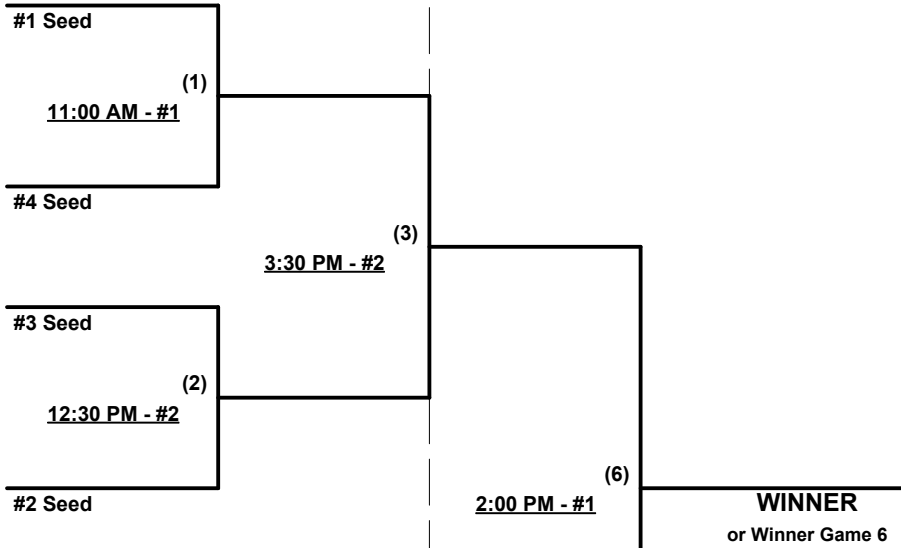 #1 Seed
(1)
11:00 AM - #1
#4 Seed
(3)
3:30 PM - #2
#3 Seed
(2)
12:30 PM - #2
#2 Seed
(6)
2:00 PM - #1
WINNER
or Winner Game 6